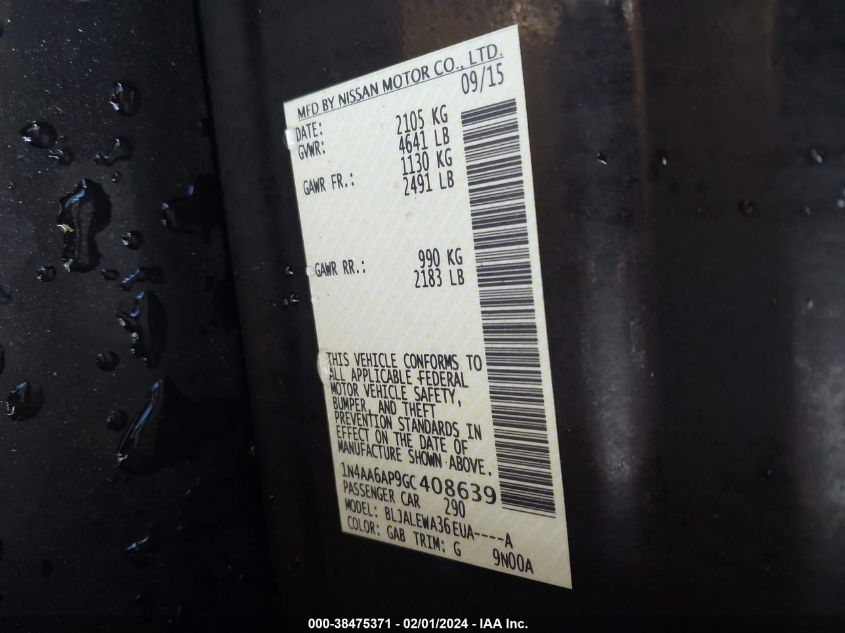 MFD BY NISSAN MOTOR CO., LTD.
DATE: 09/15
GVWR: 2105 KG
4641 LB
GAWR FR.: 1130 KG
2491 LB
GAWR RR.: 990 KG
2183 LB
THIS VEHICLE CONFORMS TO
ALL APPLICABLE FEDERAL
MOTOR VEHICLE SAFETY,
BUMPER, AND THEFT
PREVENTION STANDARDS IN
EFFECT ON THE DATE OF
MANUFACTURE SHOWN ABOVE.
1N4AA6AP9GC408639
PASSENGER CAR 290
MODEL: BLJALEWA36EUA----A
COLOR: GAB TRIM: G 9N00A
000-38475371 - 02/01/2024 - IAA Inc.